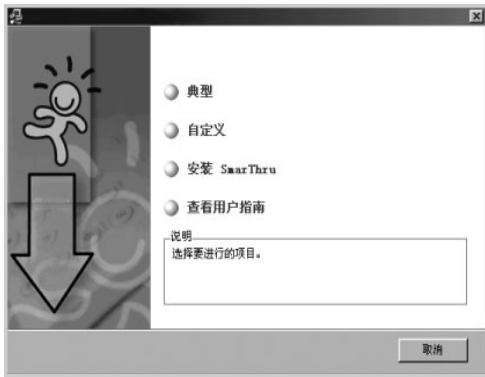 典型
自定义
安装 SmarThru
查看用户指南
说明
选择要进行的项目。
取消